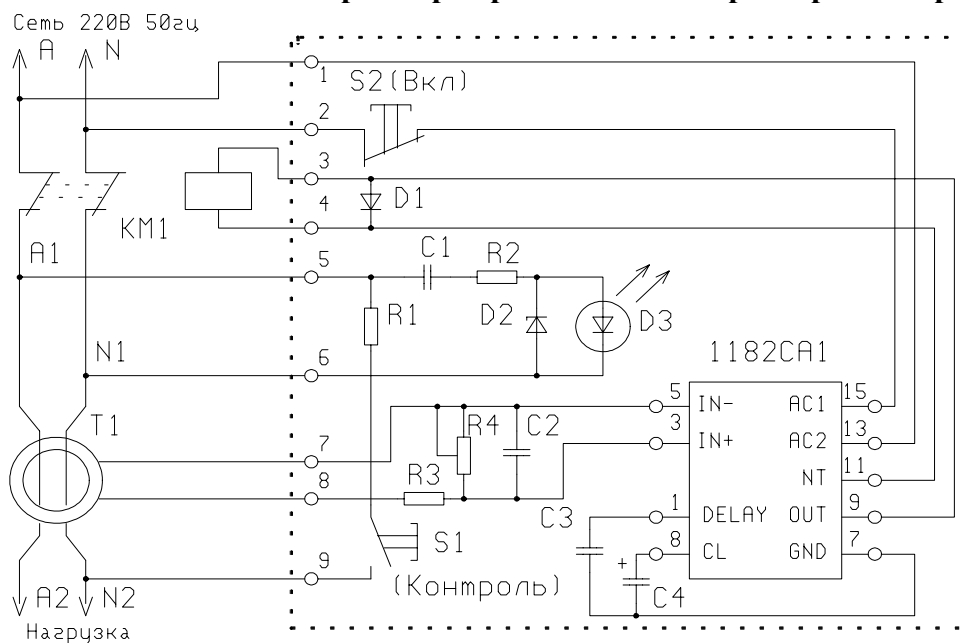 Сеть 220В 50гц
A N
1
S2(Вкл)
2
3
D1
4
KM1
A1
5
C1
R2
R1
D2
D3
N1
6
1182CA1
5 IN- AC1 15
3 IN+ AC2 13
NT 11
1 DELAY OUT 9
8 CL GND 7
T1
7
R4
C2
8
R3
C3
S1
9
(Контроль)
+
C4
A2 N2
Нагрузка